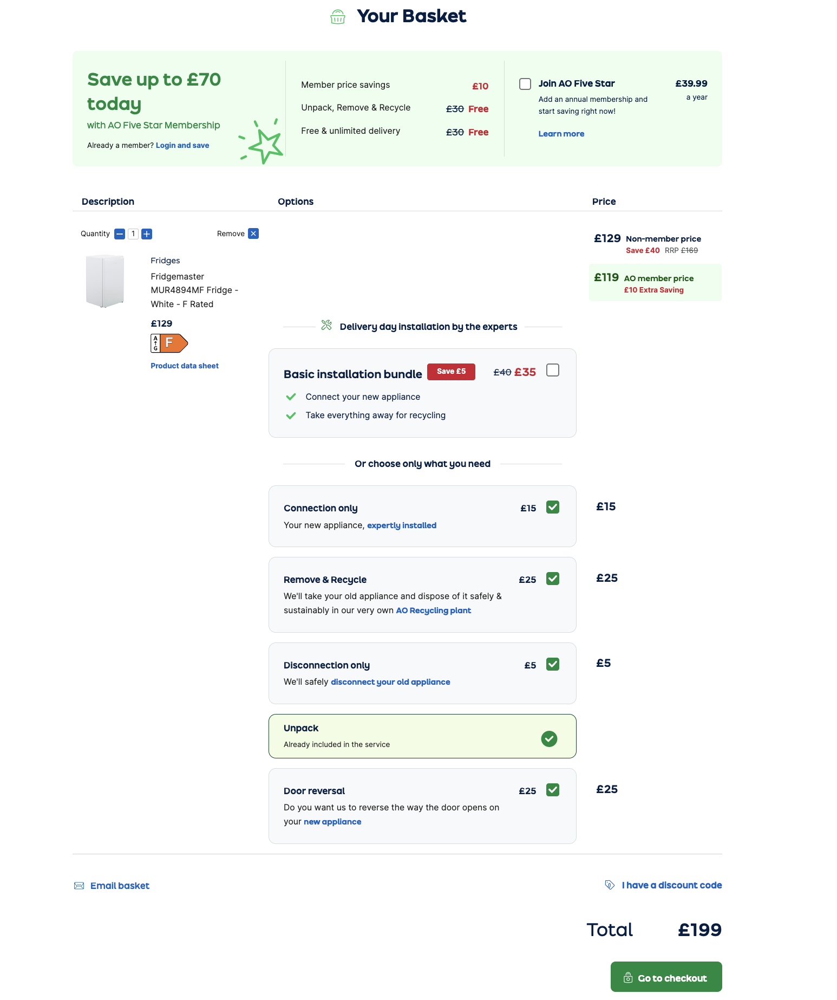 Your Basket
Save up to £70
today
with AO Five Star Membership
Already a member? Login and save
Member price savings £10
Unpack, Remove & Recycle £30 Free
Free & unlimited delivery £30 Free
Join AO Five Star £39.99
Add an annual membership and a year
start saving right now!
Learn more
Description Options Price
Quantity 1 Remove
Fridges
Fridgemaster
MUR4894MF Fridge -
White - F Rated
£129
A
G
F
Product data sheet
£129 Non-member price
Save £40 RRP £169
£119 AO member price
£10 Extra Saving
Delivery day installation by the experts
Basic installation bundle Save £5 £40 £35
Connect your new appliance
Take everything away for recycling
Or choose only what you need
Connection only £15 £15
Your new appliance, expertly installed
Remove & Recycle £25 £25
We'll take your old appliance and dispose of it safely &
sustainably in our very own AO Recycling plant
Disconnection only £5 £5
We'll safely disconnect your old appliance
Unpack
Already included in the service
Door reversal £25 £25
Do you want us to reverse the way the door opens on
your new appliance
Email basket I have a discount code
Total £199
Go to checkout